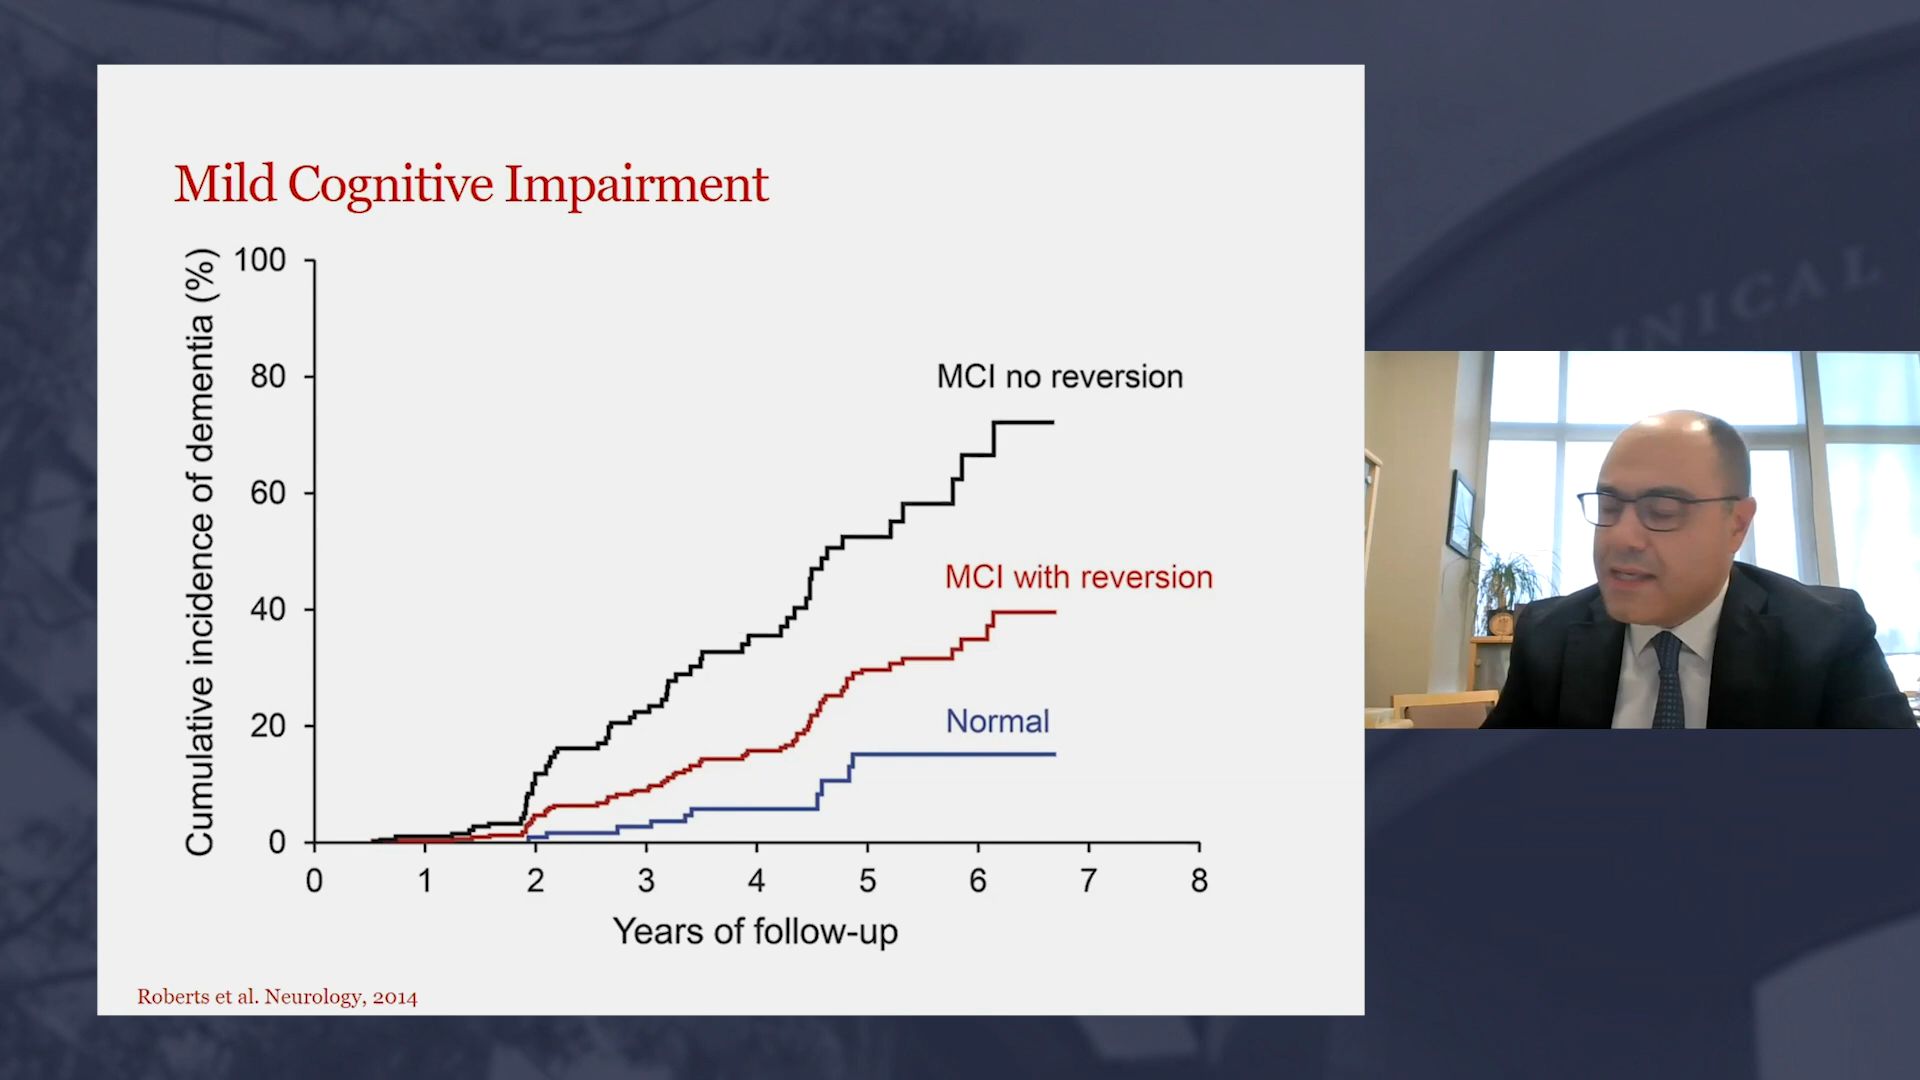 Mild Cognitive Impairment
Cumulative incidence of dementia (%)
100
80
60
40
20
0
MCI no reversion
MCI with reversion
Normal
0 1 2 3 4 5 6 7 8
Years of follow-up
Roberts et al. Neurology, 2014